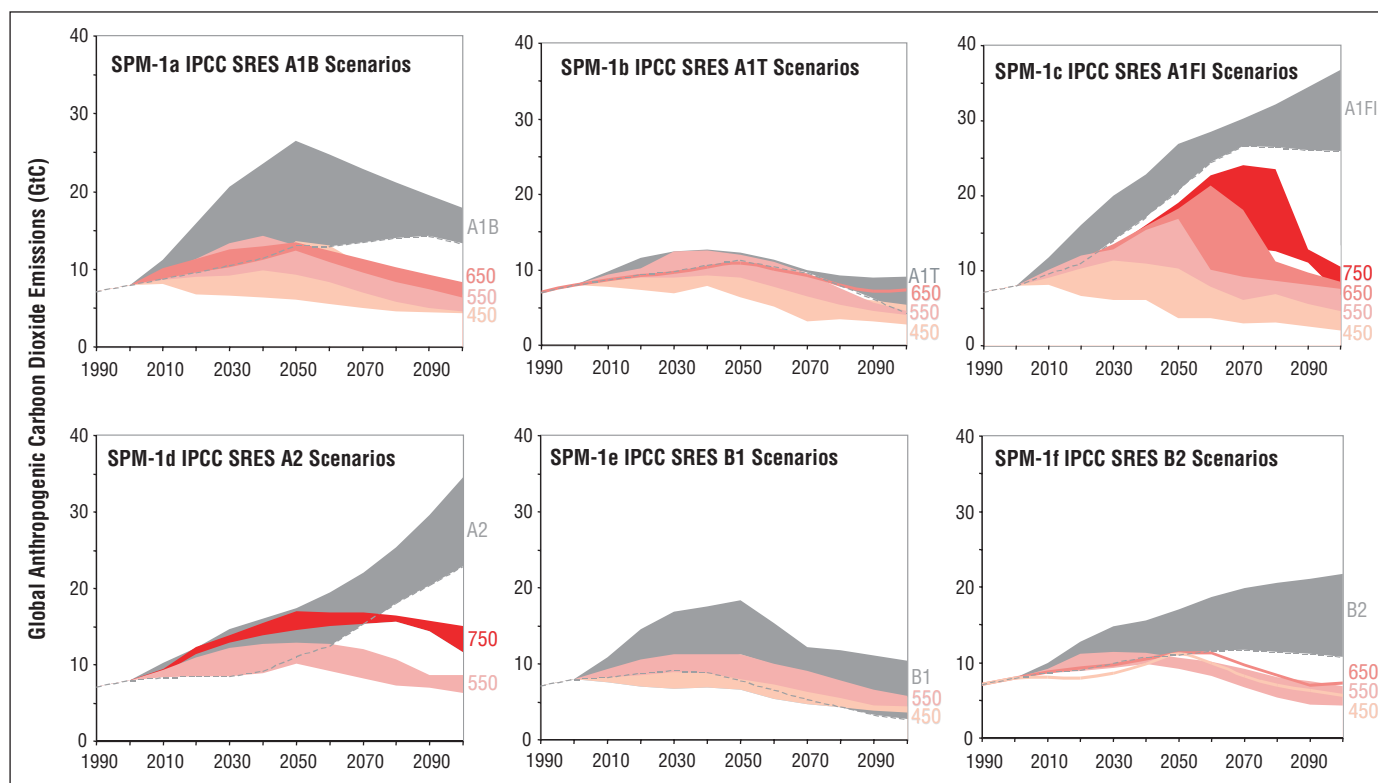 Global Anthropogenic Carboon Dioxide Emissions (GtC)
SPM-1a IPCC SRES A1B Scenarios
40
30
20
10
0
1990 2010 2030 2050 2070 2090
A1B
650
550
450
SPM-1b IPCC SRES A1T Scenarios
40
30
20
10
0
1990 2010 2030 2050 2070 2090
A1T
650
550
450
SPM-1c IPCC SRES A1FI Scenarios
40
30
20
10
0
1990 2010 2030 2050 2070 2090
A1FI
750
650
550
450
SPM-1d IPCC SRES A2 Scenarios
40
30
20
10
0
1990 2010 2030 2050 2070 2090
A2
750
550
SPM-1e IPCC SRES B1 Scenarios
40
30
20
10
0
1990 2010 2030 2050 2070 2090
B1
550
450
SPM-1f IPCC SRES B2 Scenarios
40
30
20
10
0
1990 2010 2030 2050 2070 2090
B2
650
550
450